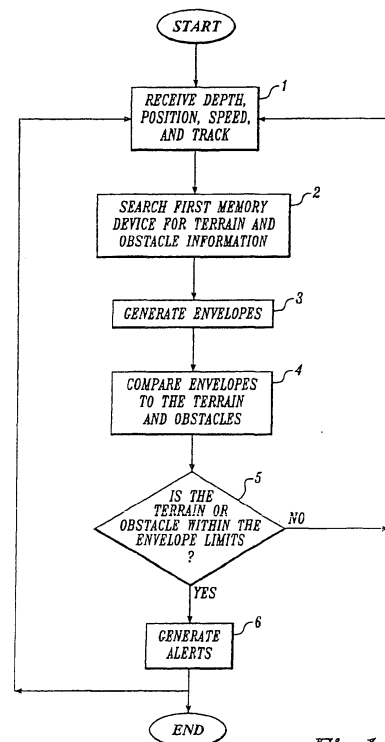 START
1
RECEIVE DEPTH,
POSITION, SPEED,
AND TRACK
2
SEARCH FIRST MEMORY
DEVICE FOR TERRAIN AND
OBSTACLE INFORMATION
3
GENERATE ENVELOPES
4
COMPARE ENVELOPES
TO THE TERRAIN
AND OBSTACLES
5
IS THE
TERRAIN OR
OBSTACLE WITHIN THE
ENVELOPE LIMITS
?
NO
YES
6
GENERATE
ALERTS
END